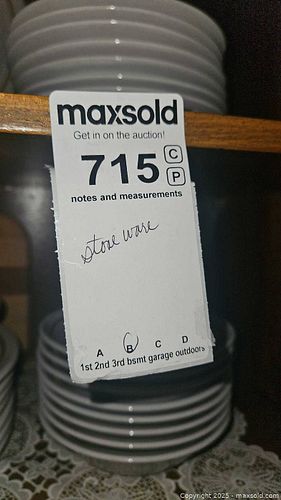 maxsold
Get in on the auction!
715 C
P
notes and measurements
stone ware
A B C D
1st 2nd 3rd bsmt garage outdoors
Copyright © 2025 - maxsold.com